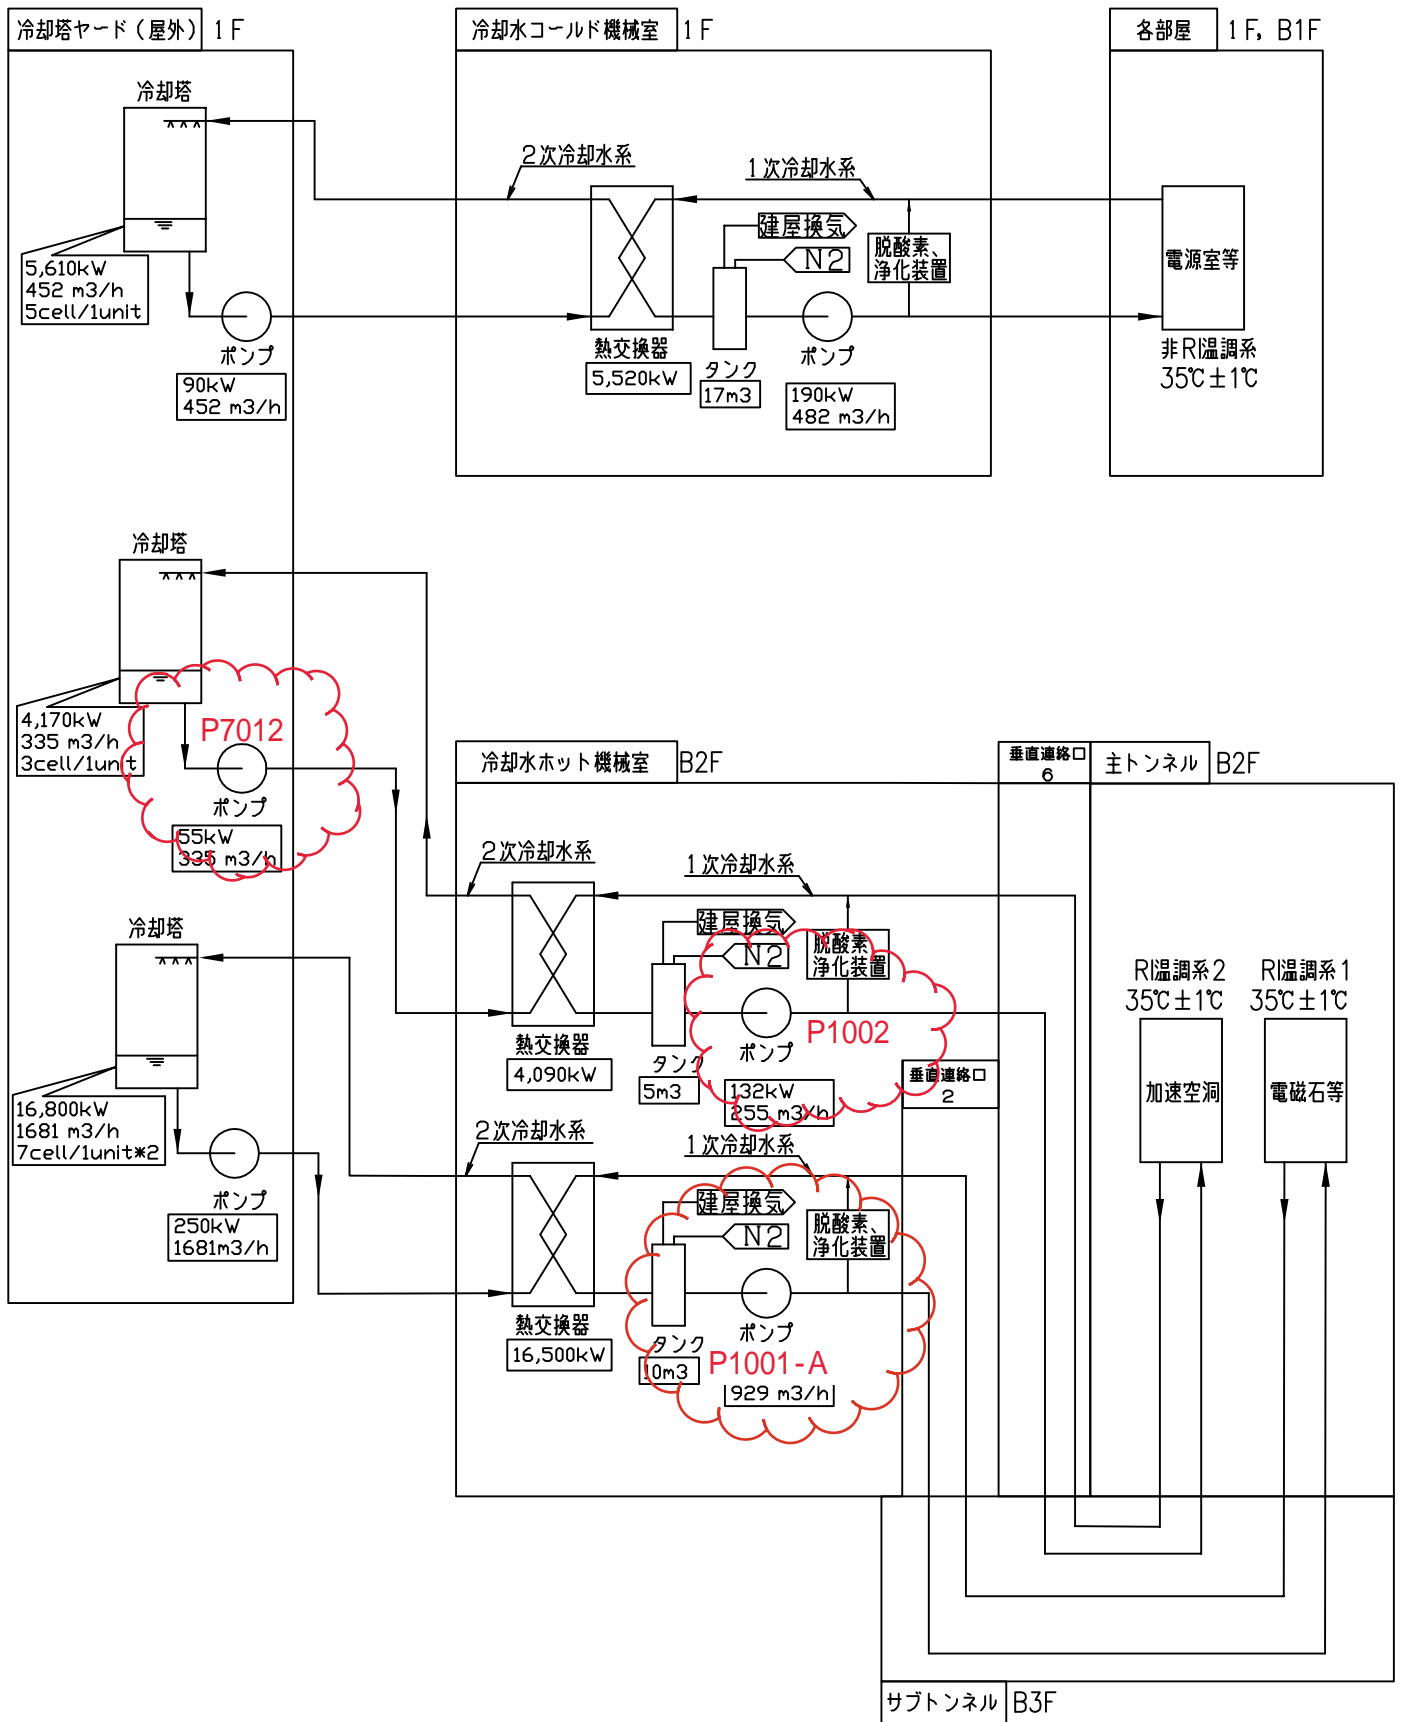 冷却塔ヤード（屋外）
1F
冷却塔
5,610kW
452 m3/h
5cell/1unit
ポンプ
90kW
452 m3/h
冷却水コールド機械室
1F
2次冷却水系
1次冷却水系
建屋換気
N2
脱酸素、
浄化装置
熱交換器
5,520kW
タンク
17m3
ポンプ
190kW
482 m3/h
各部屋
1F, B1F
電源室等
非RI温調系
35℃±1℃
冷却塔
4,170kW
335 m3/h
3cell/1un t
P7012
ポンプ
55kW
335 m3/h
冷却塔
16,800kW
1681 m3/h
7cell/1unit*2
ポンプ
250kW
1681m3/h
冷却水ホット機械室
B2F
2次冷却水系
1次冷却水系
建屋換気
N2
脱酸素、
浄化装置
熱交換器
4,090kW
タンク
5m3
ポンプ
P1002
132kW
255 m3/h
2次冷却水系
1次冷却水系
建屋換気
N2
脱酸素、
浄化装置
熱交換器
16,500kW
タンク
10m3
ポンプ
P1001-A
929 m3/h
垂直連絡口
6
垂直連絡口
2
主トンネル
B2F
RI温調系2
35℃±1℃
加速空洞
RI温調系1
35℃±1℃
電磁石等
サブトンネル
B3F